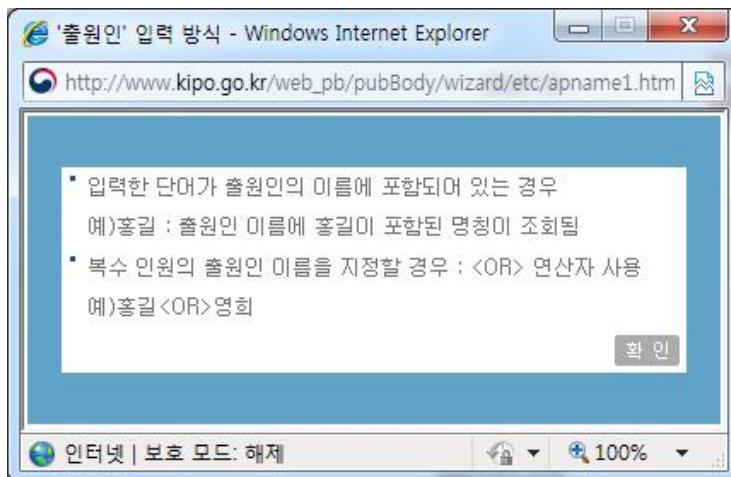 '출원인' 입력 방식 - Windows Internet Explorer
http://www.kipo.go.kr/web_pb/pubBody/wizard/etc/apname1.htm
입력한 단어가 출원인의 이름에 포함되어 있는 경우
예)홍길 : 출원인 이름에 홍길이 포함된 명칭이 조회됨
복수 인원의 출원인 이름을 지정할 경우 : <OR> 연산자 사용
예)홍길<OR>영희
확 인
인터넷 | 보호 모드: 해제
100%